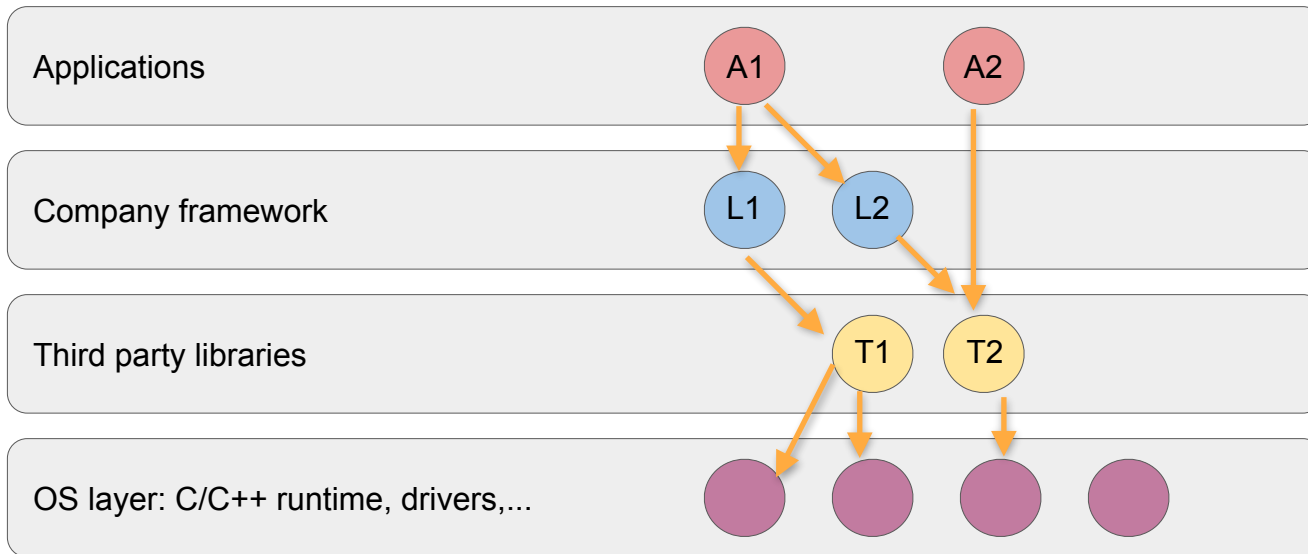 Applications
A1
A2
Company framework
L1
L2
Third party libraries
T1
T2
OS layer: C/C++ runtime, drivers,...